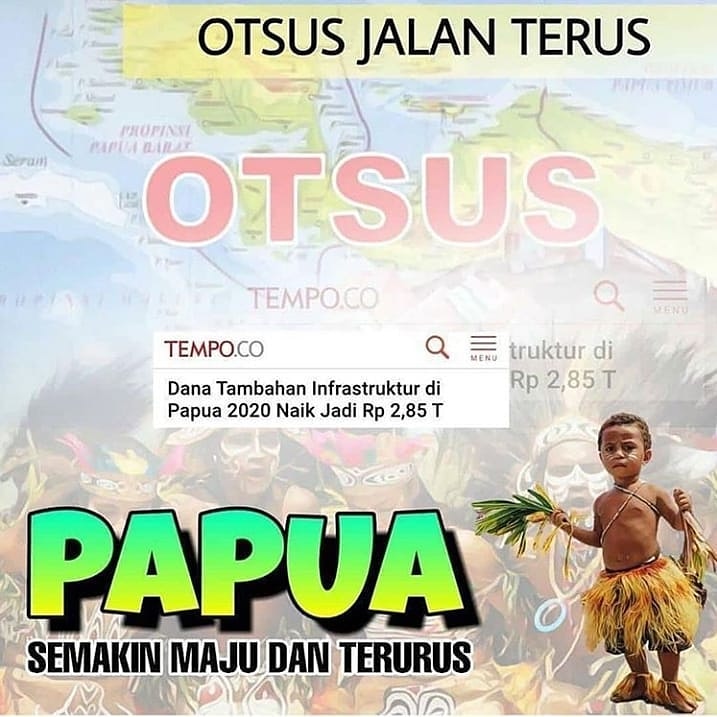 OTSUS JALAN TERUS
PROPINSI
PAPUA BARAT
Seram
OTSUS
TEMPO.CO
MENU
truktur di
Rp 2,85 T
TEMPO.CO
MENU
Dana Tambahan Infrastruktur di
Papua 2020 Naik Jadi Rp 2,85 T
PAPUA
SEMAKIN MAJU DAN TERURUS